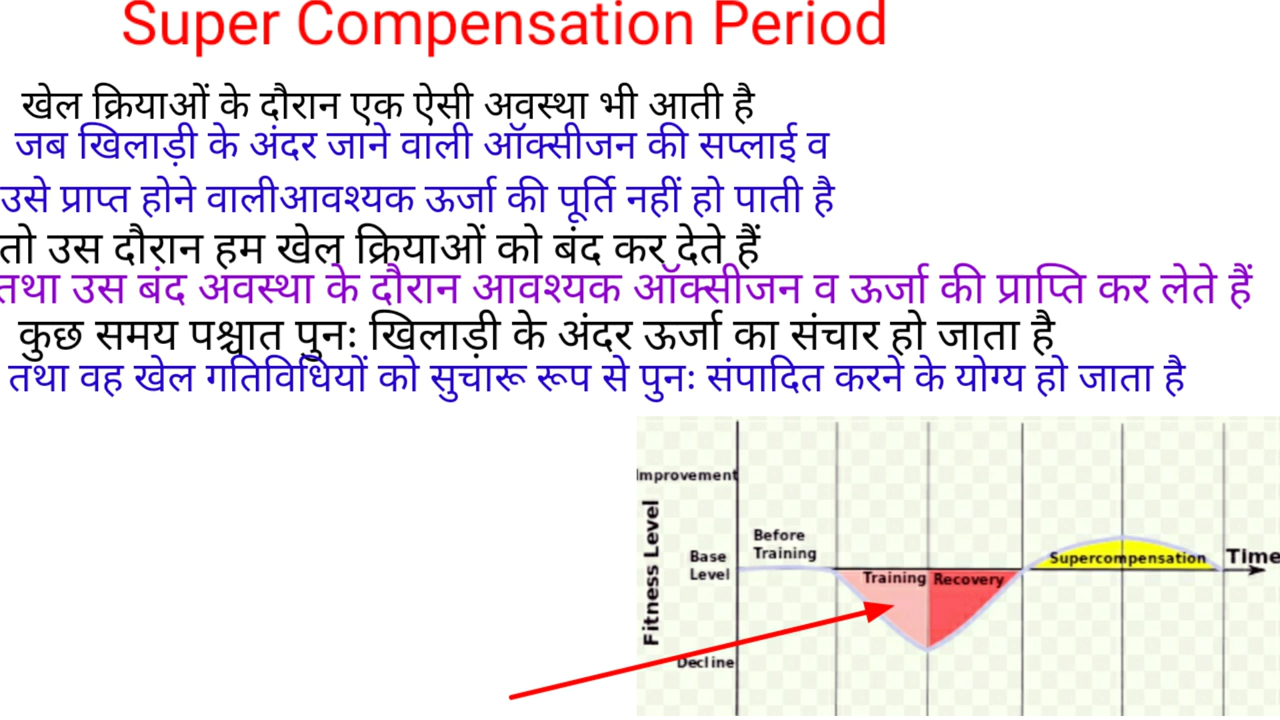 Super Compensation Period
खेल क्रियाओं के दौरान एक ऐसी अवस्था भी आती है
जब खिलाड़ी के अंदर जाने वाली ऑक्सीजन की सप्लाई व
उसे प्राप्त होने वालीआवश्यक ऊर्जा की पूर्ति नहीं हो पाती है
तो उस दौरान हम खेल क्रियाओं को बंद कर देते हैं
तथा उस बंद अवस्था के दौरान आवश्यक ऑक्सीजन व ऊर्जा की प्राप्ति कर लेते हैं
कुछ समय पश्चात पुनः खिलाड़ी के अंदर ऊर्जा का संचार हो जाता है
तथा वह खेल गतिविधियों को सुचारू रूप से पुनः संपादित करने के योग्य हो जाता है
Improvement
Fitness Level
Before
Training
Base
Level
Training
Recovery
Supercompensation
Time
Decline